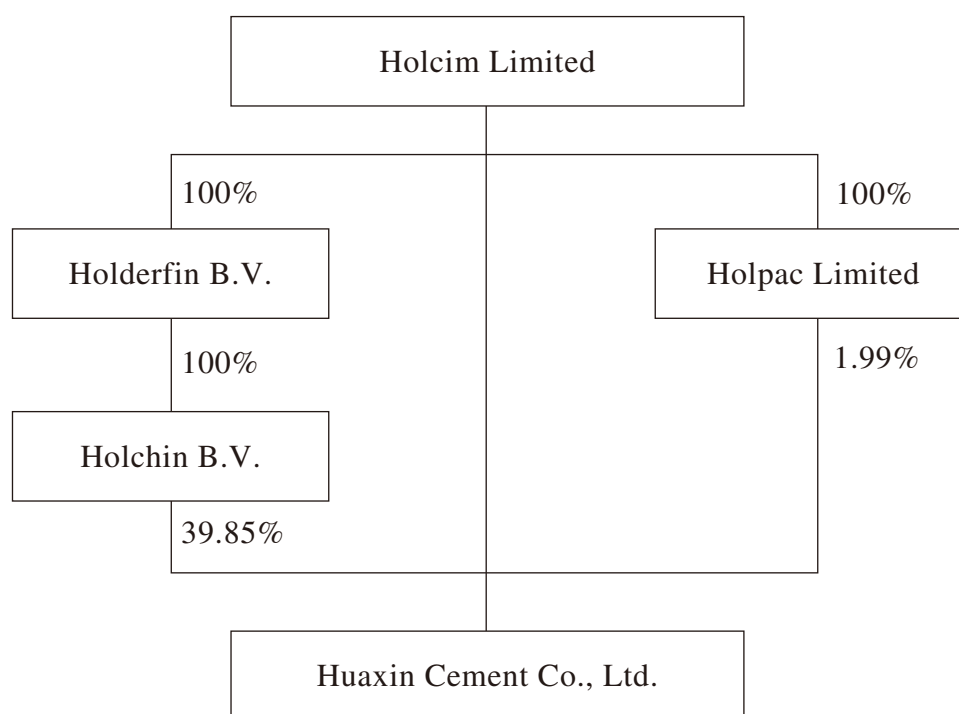 Holcim Limited
100%
100%
Holderfin B.V.
Holpac Limited
100%
1.99%
Holchin B.V.
39.85%
Huaxin Cement Co., Ltd.